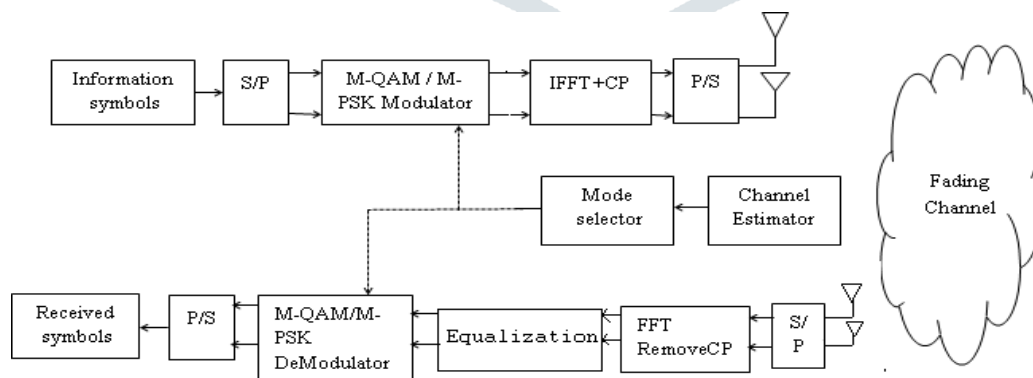 Information
symbols
S/P
M-QAM / M-
PSK Modulator
IFFT+CP
P/S
Mode
selector
Channel
Estimator
Fading
Channel
Received
symbols
P/S
M-QAM/M-
PSK
DeModulator
Equalization
FFT
RemoveCP
S/
P